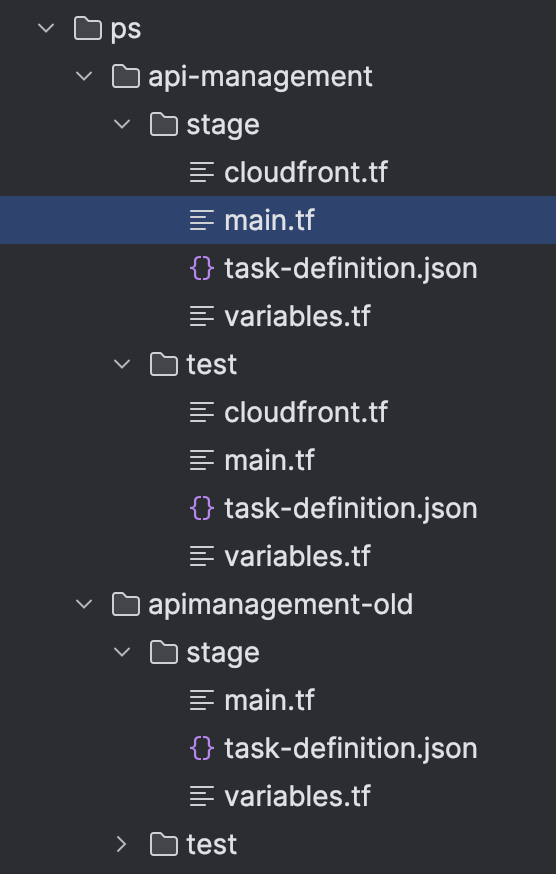 ps
api-management
stage
cloudfront.tf
main.tf
{} task-definition.json
variables.tf
test
cloudfront.tf
main.tf
{} task-definition.json
variables.tf
apimanagement-old
stage
main.tf
{} task-definition.json
variables.tf
test